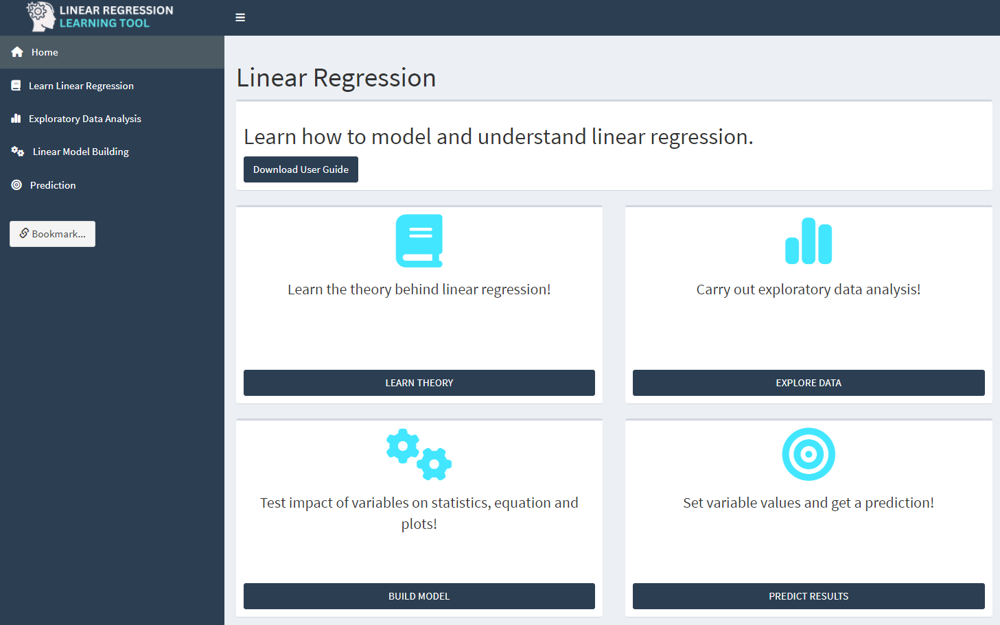 LINEAR REGRESSION
LEARNING TOOL
Home
Learn Linear Regression
Exploratory Data Analysis
Linear Model Building
Prediction
Bookmark...
Linear Regression
Learn how to model and understand linear regression.
Download User Guide
Learn the theory behind linear regression!
LEARN THEORY
Carry out exploratory data analysis!
EXPLORE DATA
Test impact of variables on statistics, equation and
plots!
BUILD MODEL
Set variable values and get a prediction!
PREDICT RESULTS